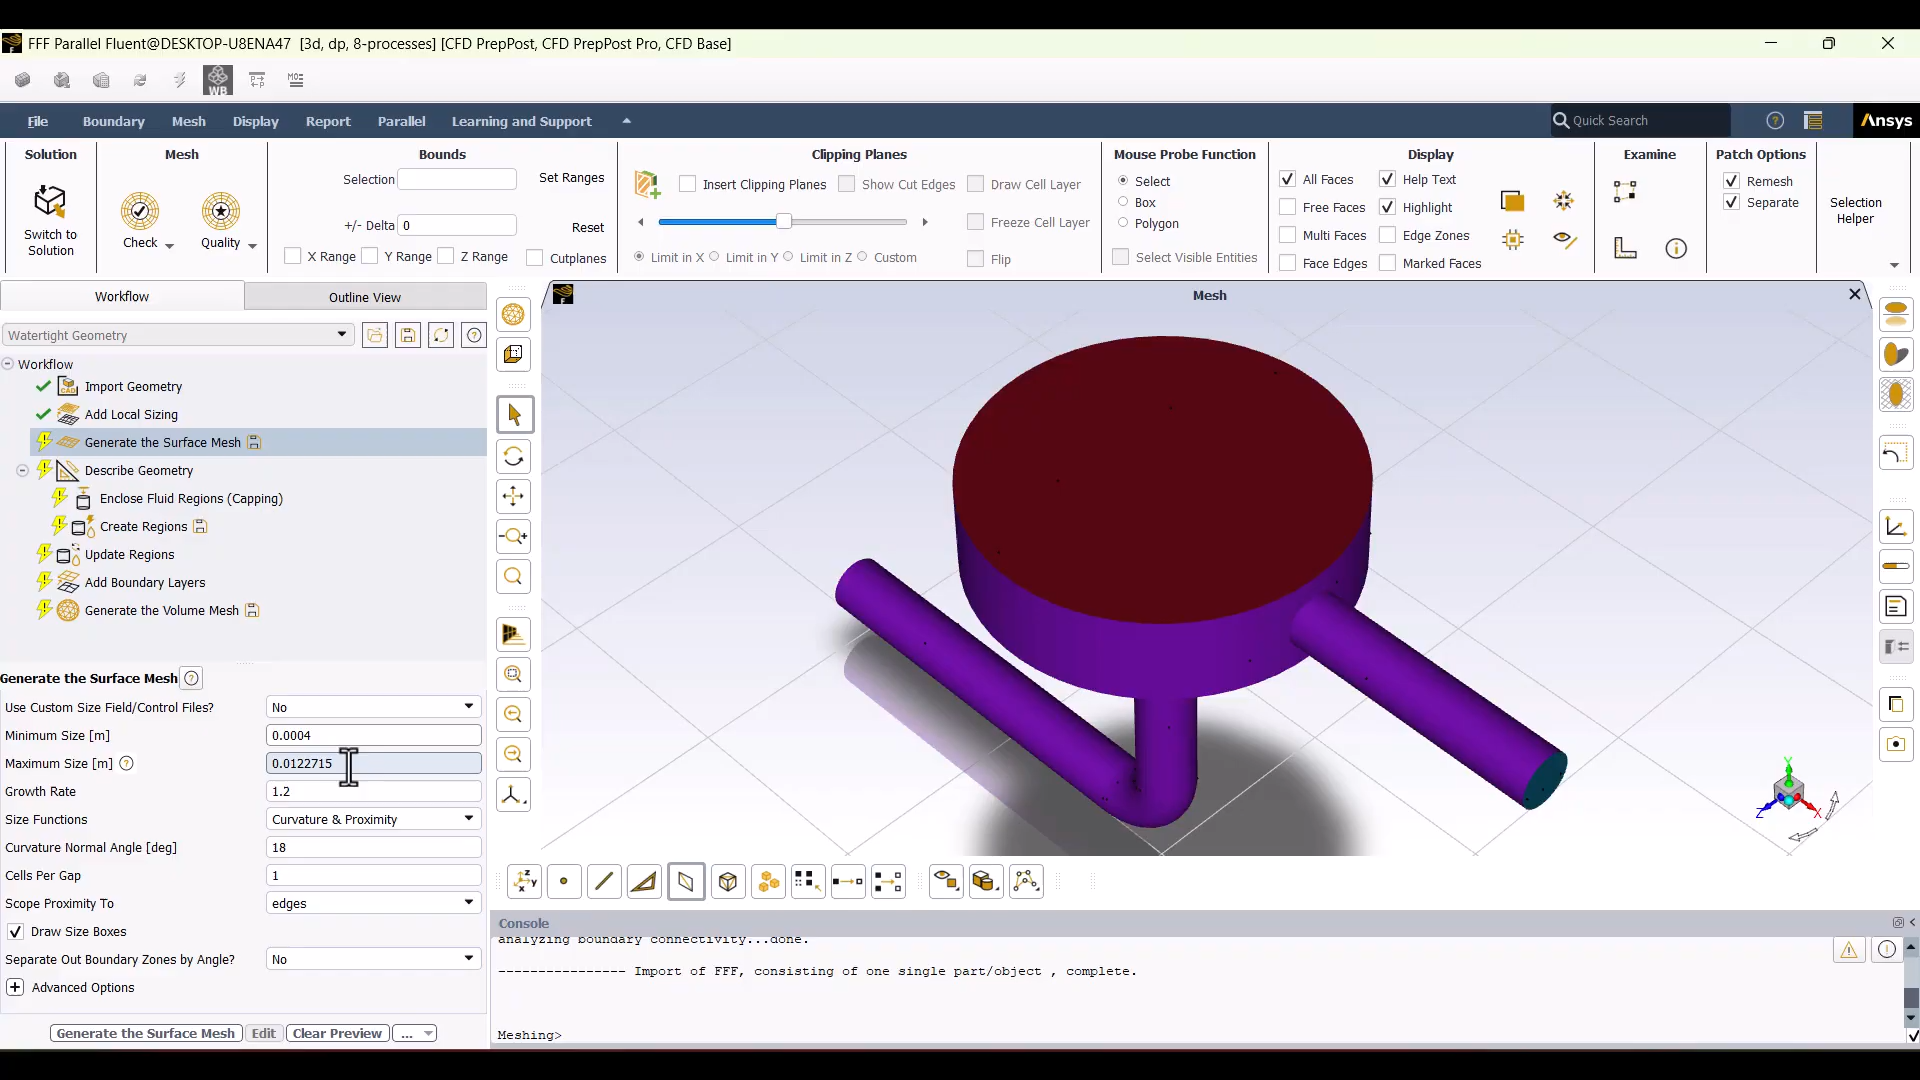 FFF Parallel Fluent@DESKTOP-U8ENA47 [3d, dp, 8-processes] [CFD PrepPost, CFD PrepPost Pro, CFD Base]
WB
File Boundary Mesh Display Report Parallel Learning and Support Quick Search Ansys
Solution
Switch to
Solution
Mesh
Check
Quality
Bounds
Selection
Set Ranges
+/- Delta 0
Reset
X Range Y Range Z Range Cutplanes
Clipping Planes
Insert Clipping Planes Show Cut Edges Draw Cell Layer
Freeze Cell Layer
Limit in X Limit in Y Limit in Z Custom Flip
Mouse Probe Function
Select
Box
Polygon
Select Visible Entities
Display
All Faces Help Text
Free Faces Highlight
Multi Faces Edge Zones
Face Edges Marked Faces
Examine
Patch Options
Remesh
Separate
Selection
Helper
Workflow Outline View
Watertight Geometry
Workflow
Import Geometry
Add Local Sizing
Generate the Surface Mesh
Describe Geometry
Enclose Fluid Regions (Capping)
Create Regions
Update Regions
Add Boundary Layers
Generate the Volume Mesh
Generate the Surface Mesh
Use Custom Size Field/Control Files? No
Minimum Size [m] 0.0004
Maximum Size [m] 0.0122715
Growth Rate 1.2
Size Functions Curvature & Proximity
Curvature Normal Angle [deg] 18
Cells Per Gap 1
Scope Proximity To edges
Draw Size Boxes
Separate Out Boundary Zones by Angle? No
Advanced Options
Generate the Surface Mesh Edit Clear Preview ...
Mesh
Y
Z
X
Console
analyzing boundary connectivity...done.
---------------- Import of FFF, consisting of one single part/object , complete.
Meshing>